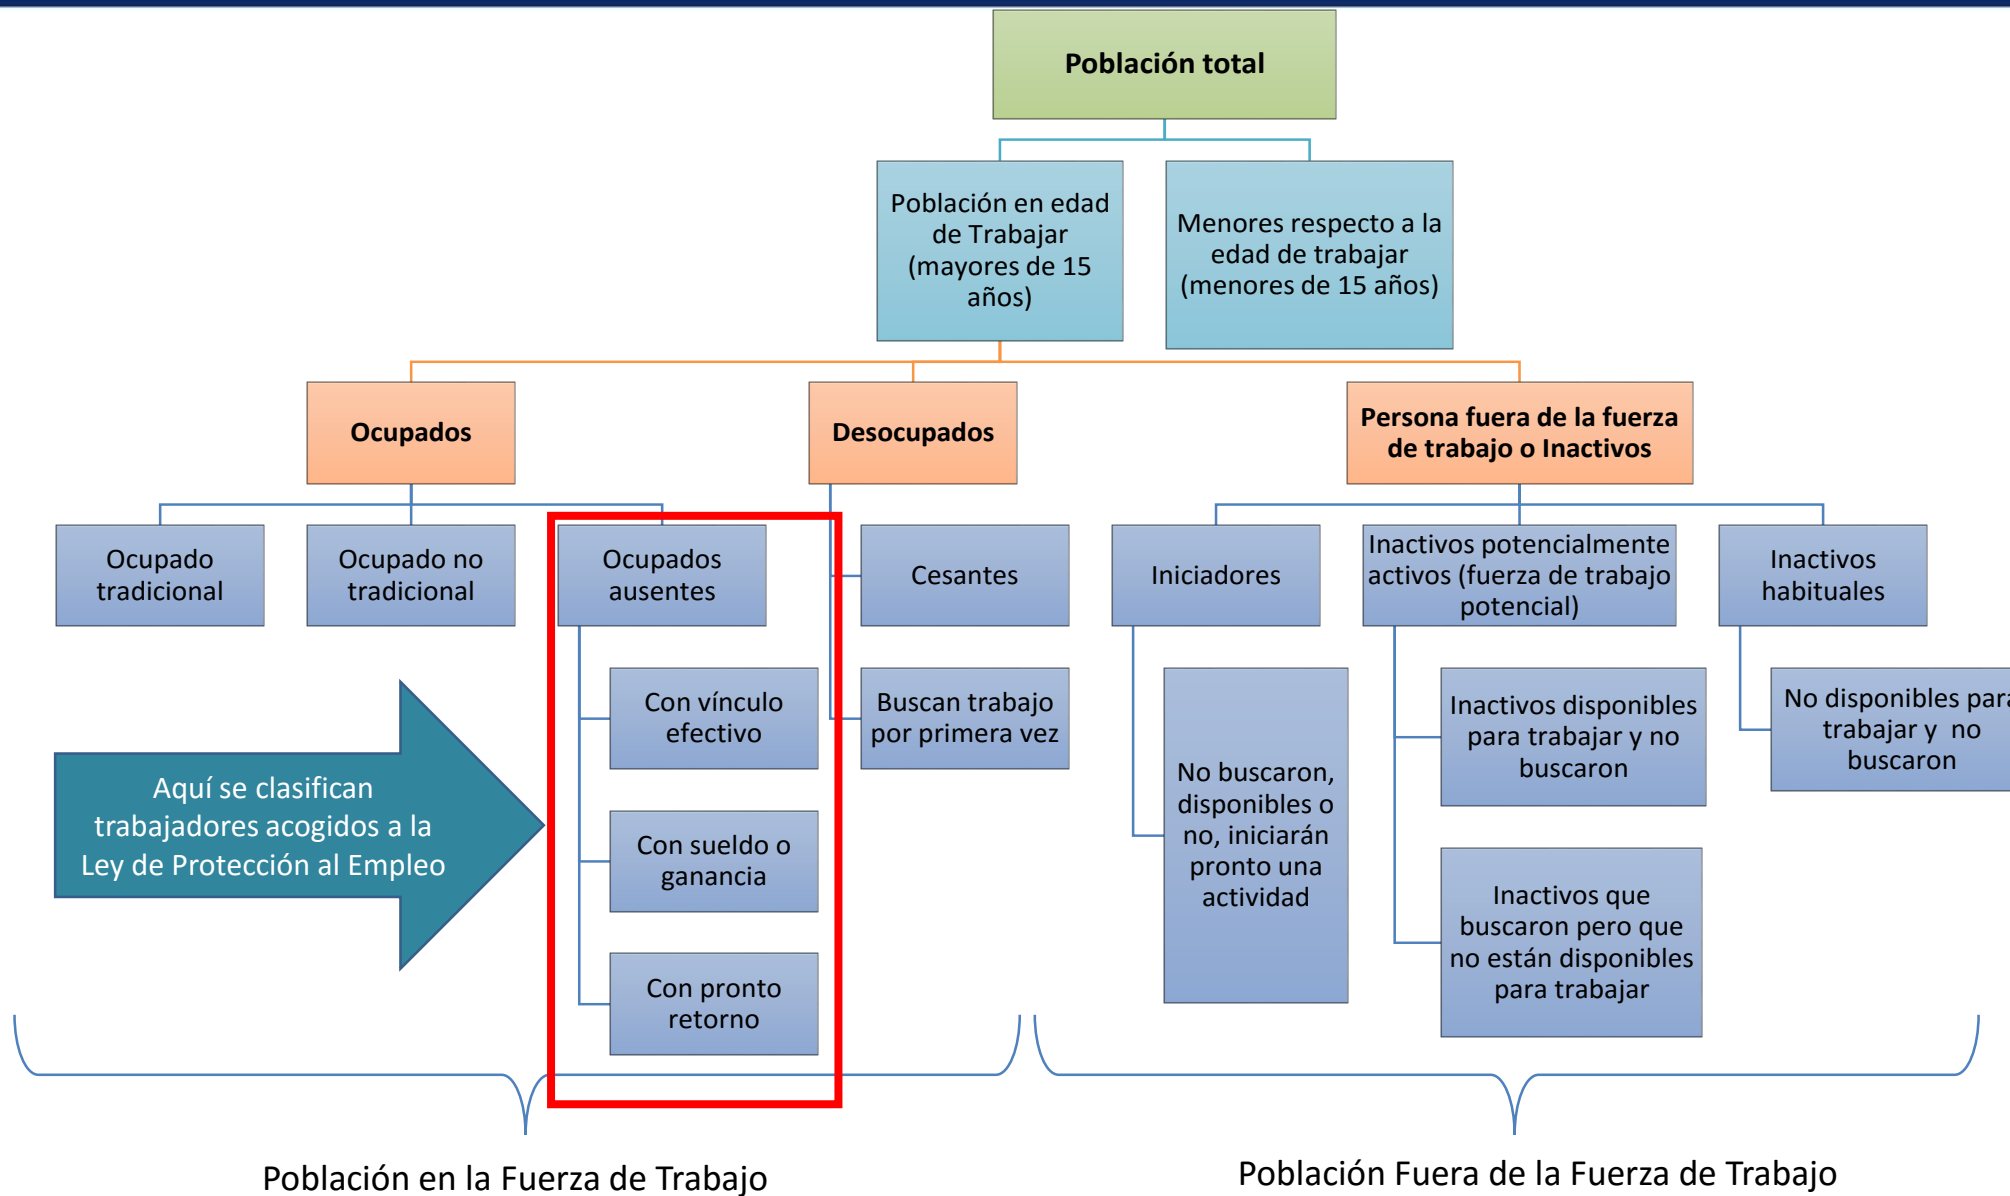 Población total
Población en edad
de Trabajar
(mayores de 15
años)
Menores respecto a la
edad de trabajar
(menores de 15 años)
Ocupados
Desocupados
Persona fuera de la fuerza
de trabajo o Inactivos
Ocupado
tradicional
Ocupado no
tradicional
Ocupados
ausentes
Cesantes
Iniciadores
Inactivos potencialmente
activos (fuerza de trabajo
potencial)
Inactivos
habituales
Con vínculo
efectivo
Buscan trabajo
por primera vez
No buscaron,
disponibles o
no, iniciarán
pronto una
actividad
Inactivos disponibles
para trabajar y no
buscaron
No disponibles para
trabajar y no
buscaron
Aquí se clasifican
trabajadores acogidos a la
Ley de Protección al Empleo
Con sueldo o
ganancia
Inactivos que
buscaron pero que
no están disponibles
para trabajar
Con pronto
retorno
Población en la Fuerza de Trabajo
Población Fuera de la Fuerza de Trabajo